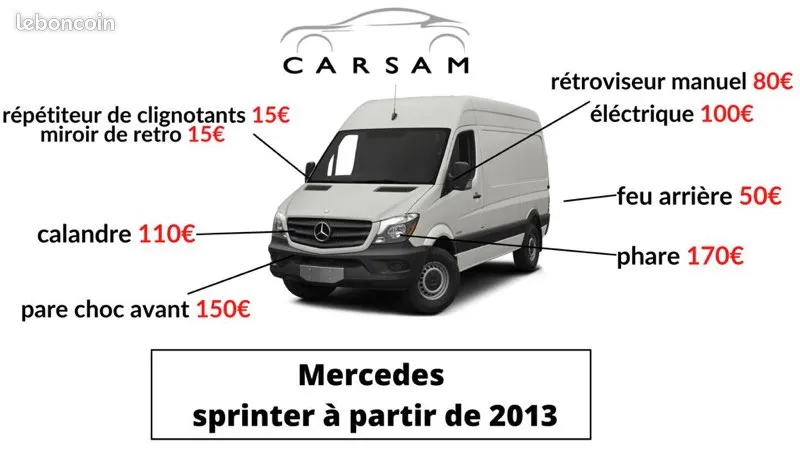 leboncoin
CARSAM
rétroviseur manuel 80€
éléctrique 100€
répétiteur de clignotants 15€
miroir de retro 15€
feu arrière 50€
calandre 110€
phare 170€
pare choc avant 150€
Mercedes
sprinter à partir de 2013